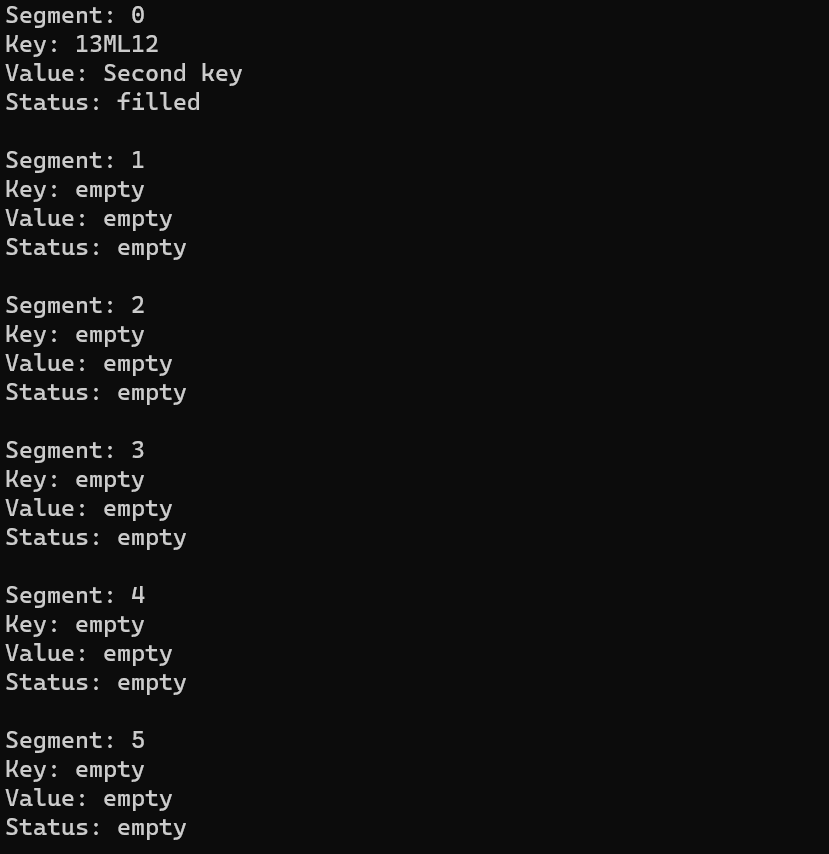 Segment: 0
Key: 13ML12
Value: Second key
Status: filled
Segment: 1
Key: empty
Value: empty
Status: empty
Segment: 2
Key: empty
Value: empty
Status: empty
Segment: 3
Key: empty
Value: empty
Status: empty
Segment: 4
Key: empty
Value: empty
Status: empty
Segment: 5
Key: empty
Value: empty
Status: empty